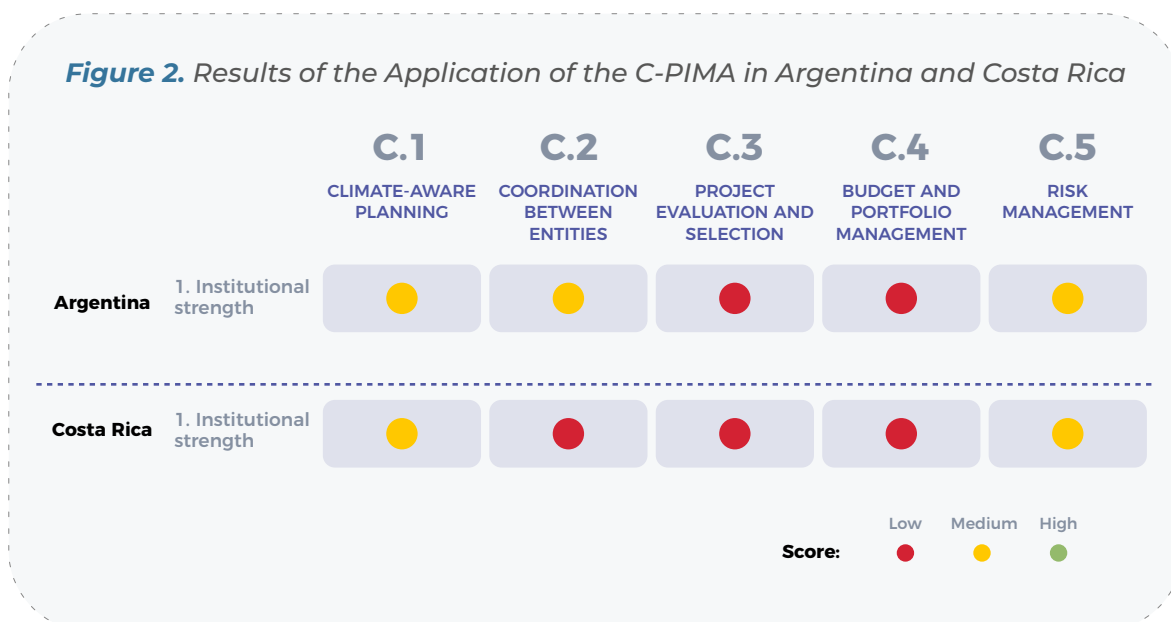 Figure 2. Results of the Application of the C-PIMA in Argentina and Costa Rica
C.1 C.2 C.3 C.4 C.5
CLIMATE-AWARE COORDINATION PROJECT BUDGET AND RISK
PLANNING BETWEEN EVALUATION AND PORTFOLIO MANAGEMENT
ENTITIES SELECTION MANAGEMENT
Argentina 1. Institutional
strength
Costa Rica 1. Institutional
strength
Low Medium High
Score: